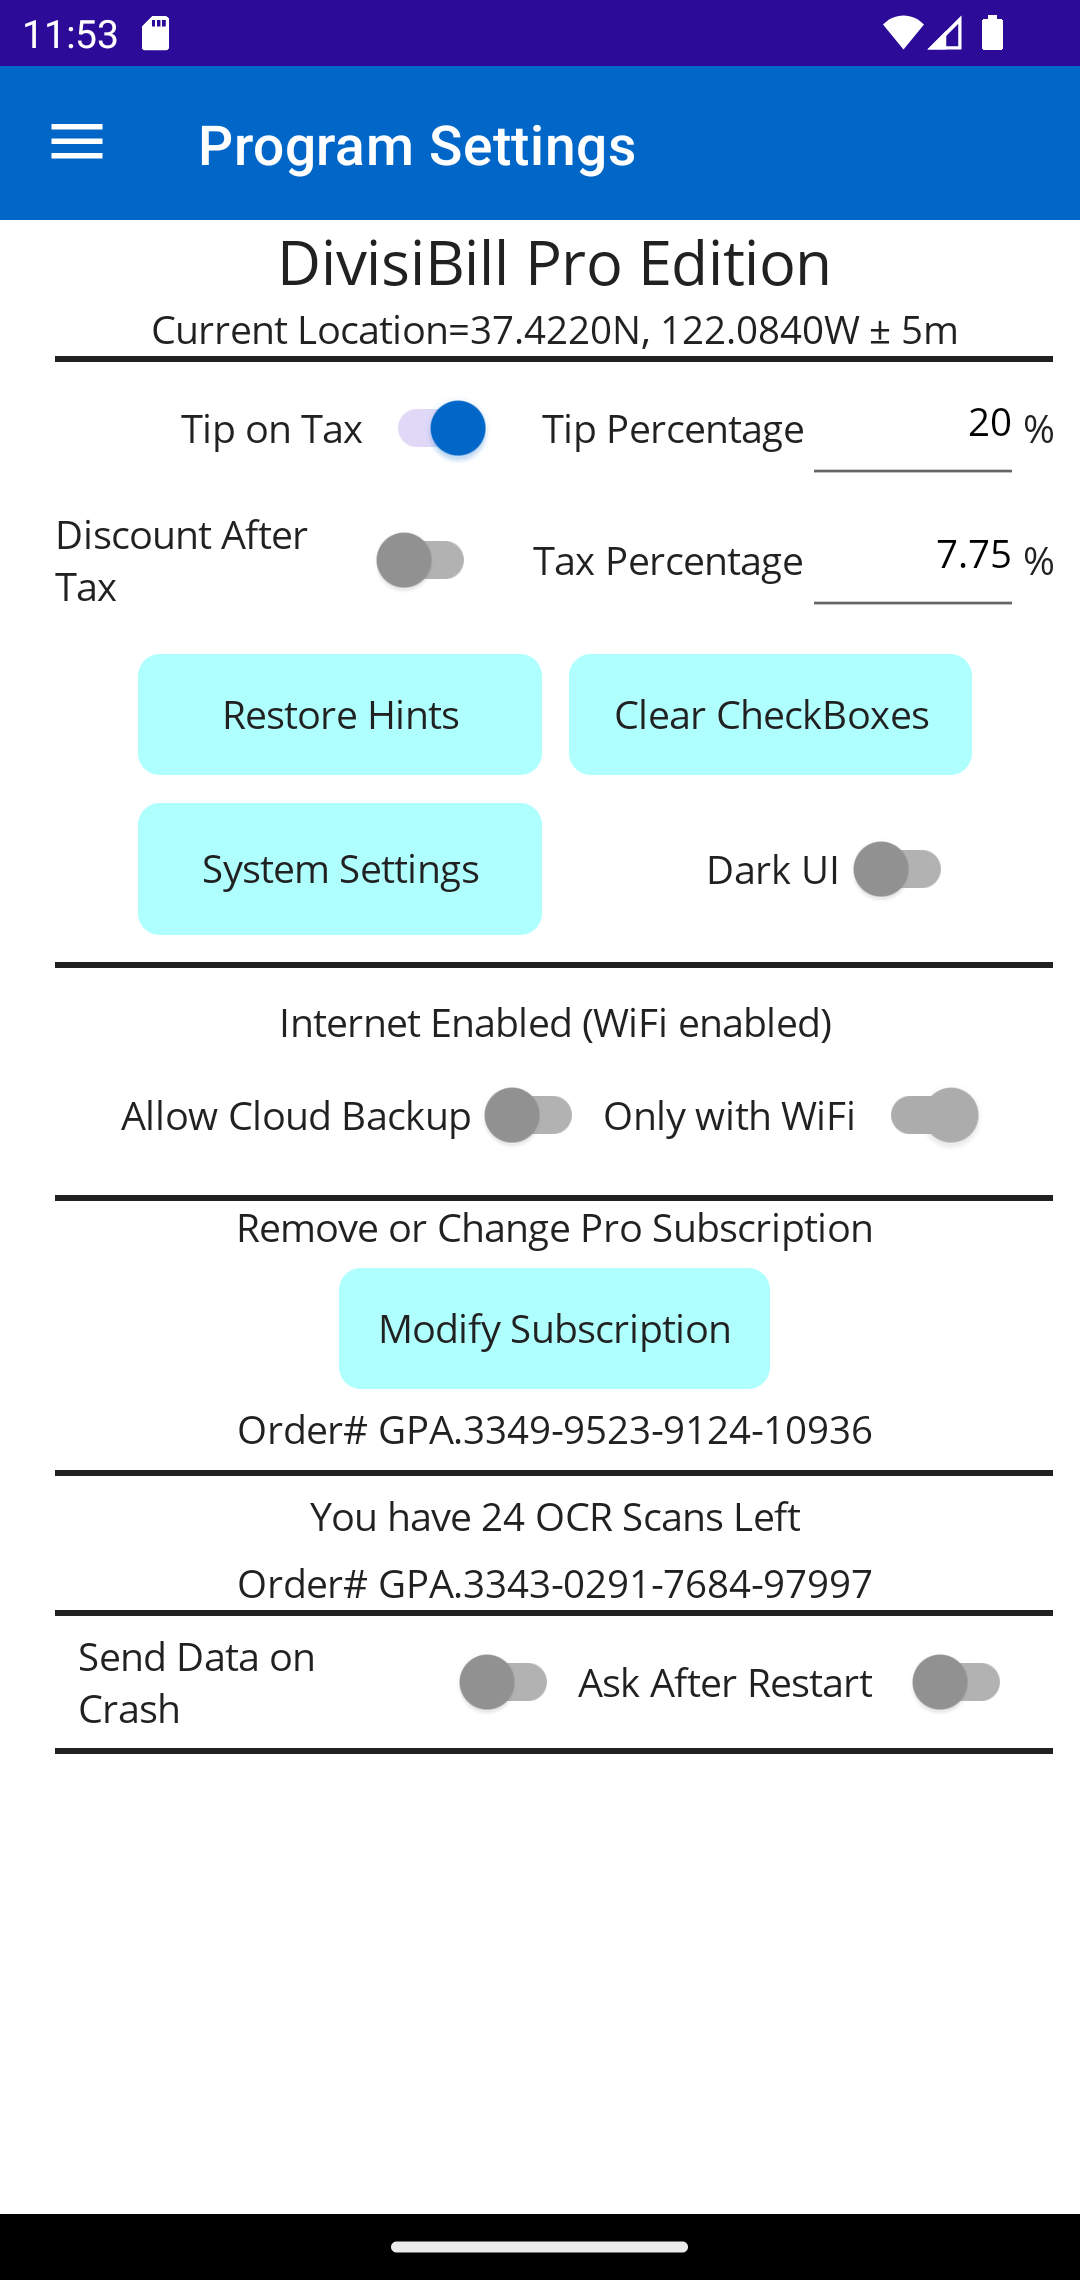 11:53
Program Settings
DivisiBill Pro Edition
Current Location=37.4220N, 122.0840W ± 5m
Tip on Tax Tip Percentage 20 %
Discount After
Tax
Tax Percentage 7.75 %
Restore Hints Clear CheckBoxes
System Settings Dark UI
Internet Enabled (WiFi enabled)
Allow Cloud Backup Only with WiFi
Remove or Change Pro Subscription
Modify Subscription
Order# GPA.3349-9523-9124-10936
You have 24 OCR Scans Left
Order# GPA.3343-0291-7684-97997
Send Data on
Crash
Ask After Restart